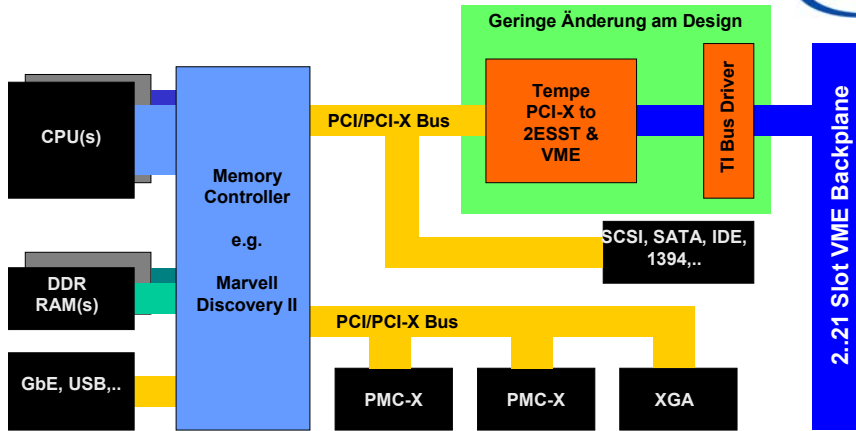 Geringe Änderung am Design
CPU(s)
PCI/PCI-X Bus
Tempe
PCI-X to
2ESST &
VME
TI Bus Driver
2..21 Slot VME Backplane
Memory
Controller
e.g.
Marvell
Discovery II
SCSI, SATA, IDE,
1394,..
DDR
RAM(s)
PCI/PCI-X Bus
GbE, USB,..
PMC-X
PMC-X
XGA